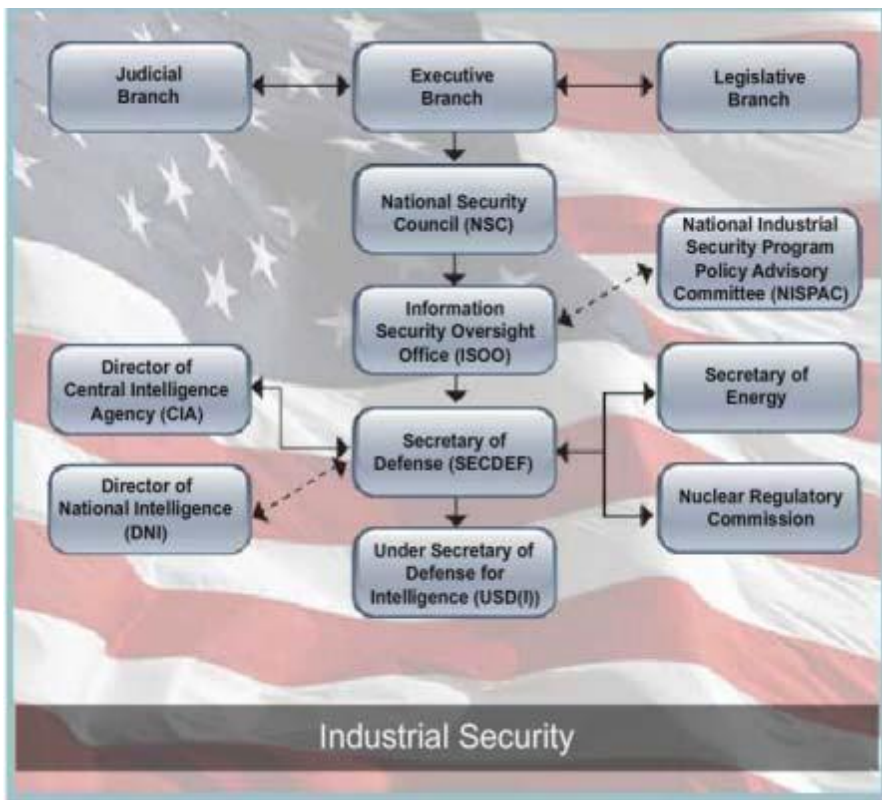 Judicial
Branch
Executive
Branch
Legislative
Branch
National Security
Council (NSC)
National Industrial
Security Program
Policy Advisory
Committee (NISPAC)
Information
Security Oversight
Office (ISOO)
Director of
Central Intelligence
Agency (CIA)
Secretary of
Energy
Secretary of
Defense (SECDEF)
Director of
National Intelligence
(DNI)
Nuclear Regulatory
Commission
Under Secretary of
Defense for
Intelligence (USD(I))
Industrial Security